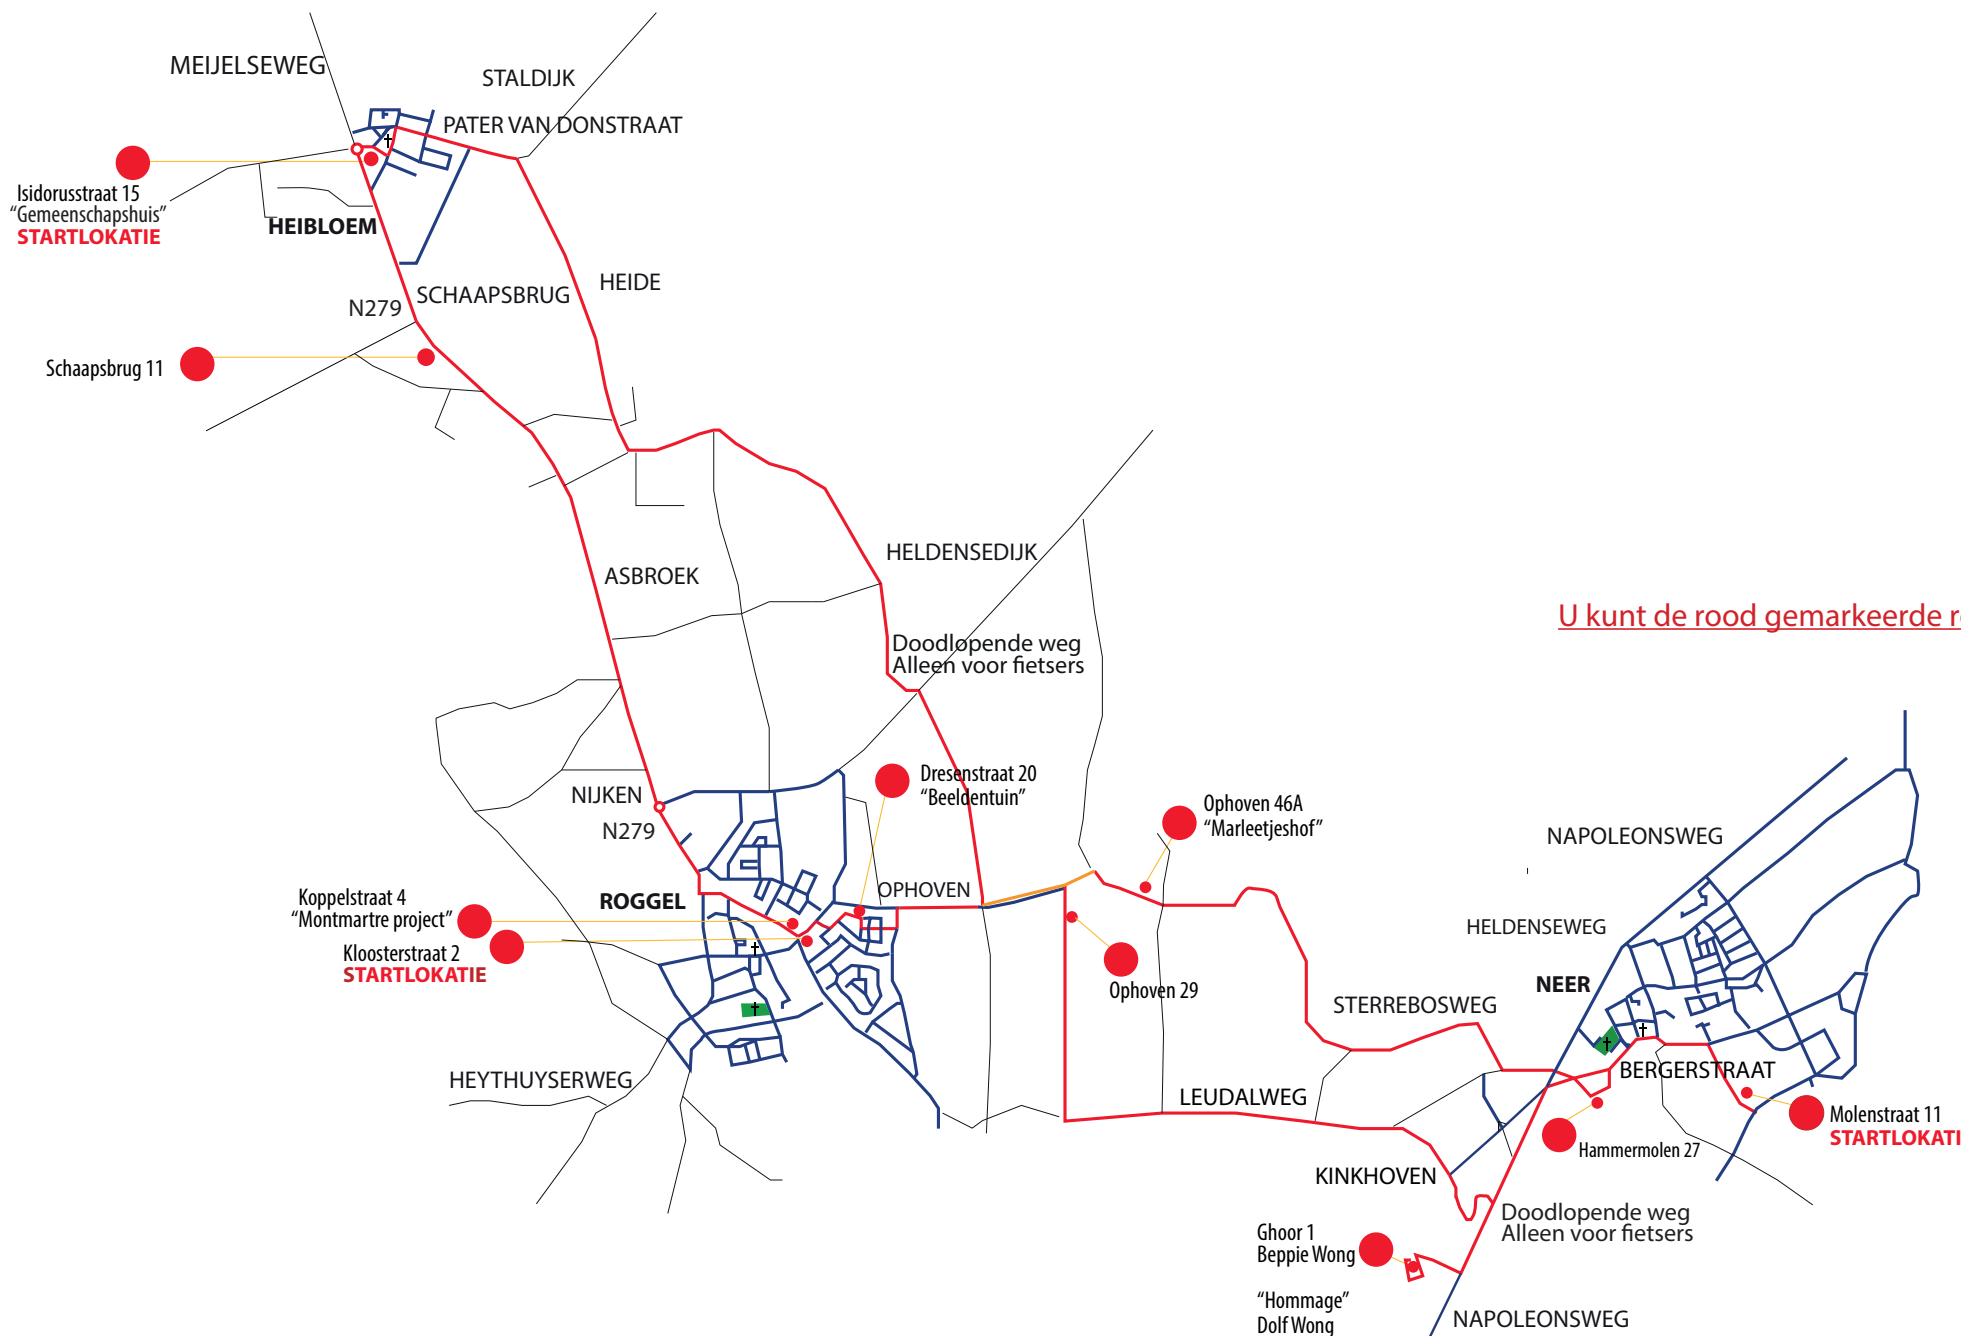 MEIJELSEWEG
STALDIJK
PATER VAN DONSTRAAT
Isidorusstraat 15
“Gemeenschapshuis”
STARTLOKATIE
HEIBLOEM
HEIDE
SCHAAPSBRUG
N279
Schaapsbrug 11
HELDENSEDIJK
ASBROEK
U kunt de rood gemarkeerde
Doodlopende weg
Alleen voor fietsers
Dresenstraat 20
“Beeldentuin”
NIJKEN
N279
Ophoven 46A
“Marleetjeshof”
NAPOLEONSWEG
OPHOVEN
Koppelstraat 4
“Montmartre project”
ROGGEL
HELDENSEWEG
Kloosterstraat 2
STARTLOKATIE
NEER
Ophoven 29
STERREBOSWEG
BERGERSTRAAT
HEYTHUYSERWEG
LEUDALWEG
Molenstraat 11
STARTLOKATI
Hammermolen 27
KINKHOVEN
Doodlopende weg
Alleen voor fietsers
Ghoor 1
Beppie Wong
“Hommage”
Dolf Wong
NAPOLEONSWEG